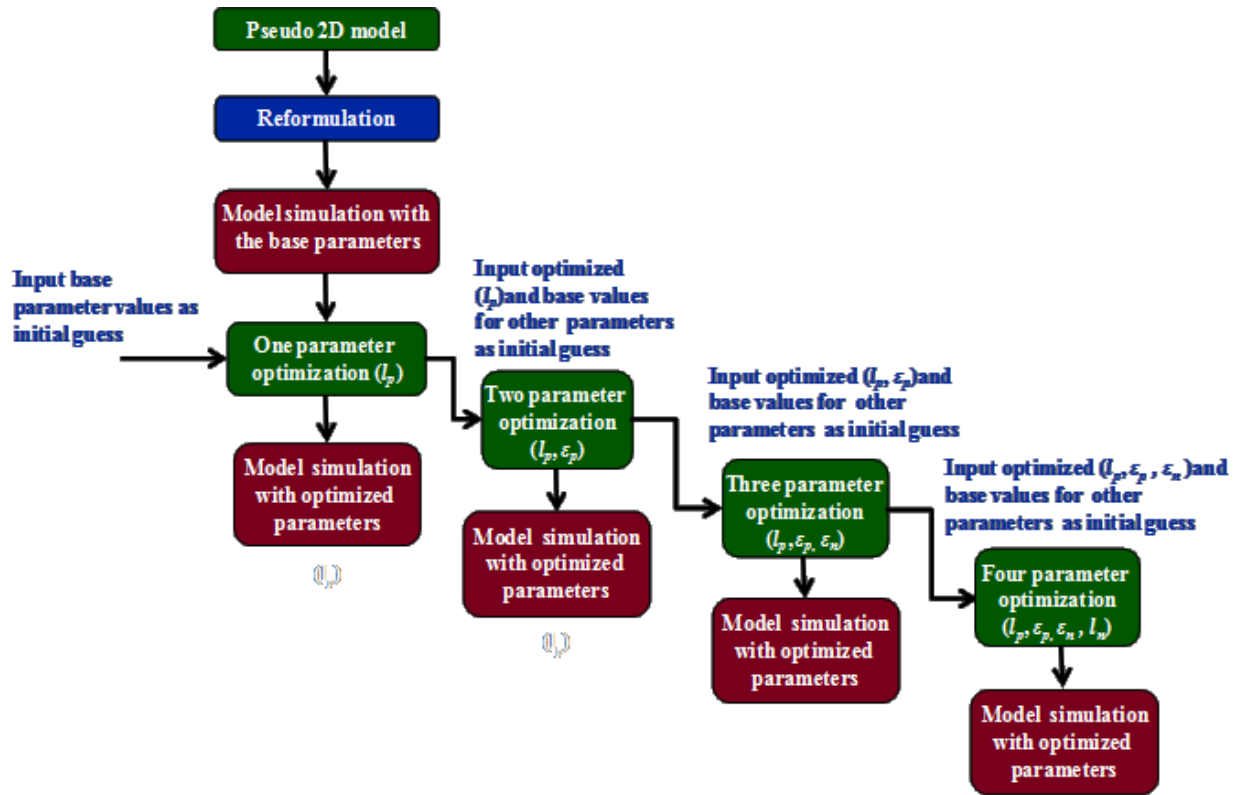 Pseudo 2D model
Reformulation
Model simulation with
the base parameters
Input base
parameter values as
initial guess
One parameter
optimization (lₚ)
Model simulation
with optimized
parameters
Input optimized
(lₚ)and base values
for other parameters
as initial guess
Two parameter
optimization
(lₚ, εₚ)
Model simulation
with optimized
parameters
Input optimized (lₚ, εₚ)and
base values for other
parameters as initial guess
Three parameter
optimization
(lₚ, εₚ, εₙ)
Model simulation
with optimized
parameters
Input optimized (lₚ, εₚ , εₙ)and
base values for other
parameters as initial guess
Four parameter
optimization
(lₚ, εₚ, εₙ , lₙ)
Model simulation
with optimized
parameters